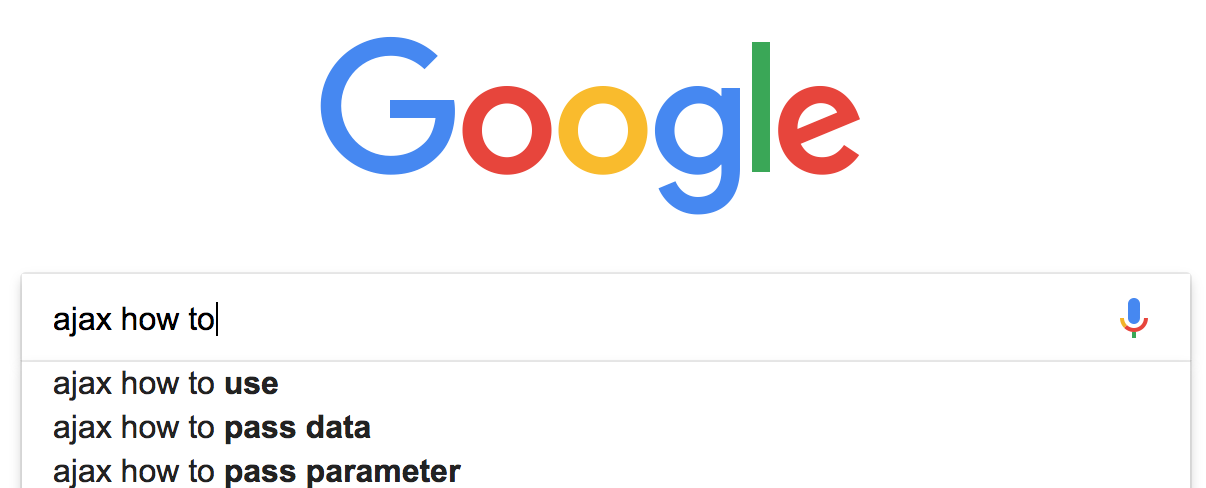 Google
ajax how to
ajax how to use
ajax how to pass data
ajax how to pass parameter